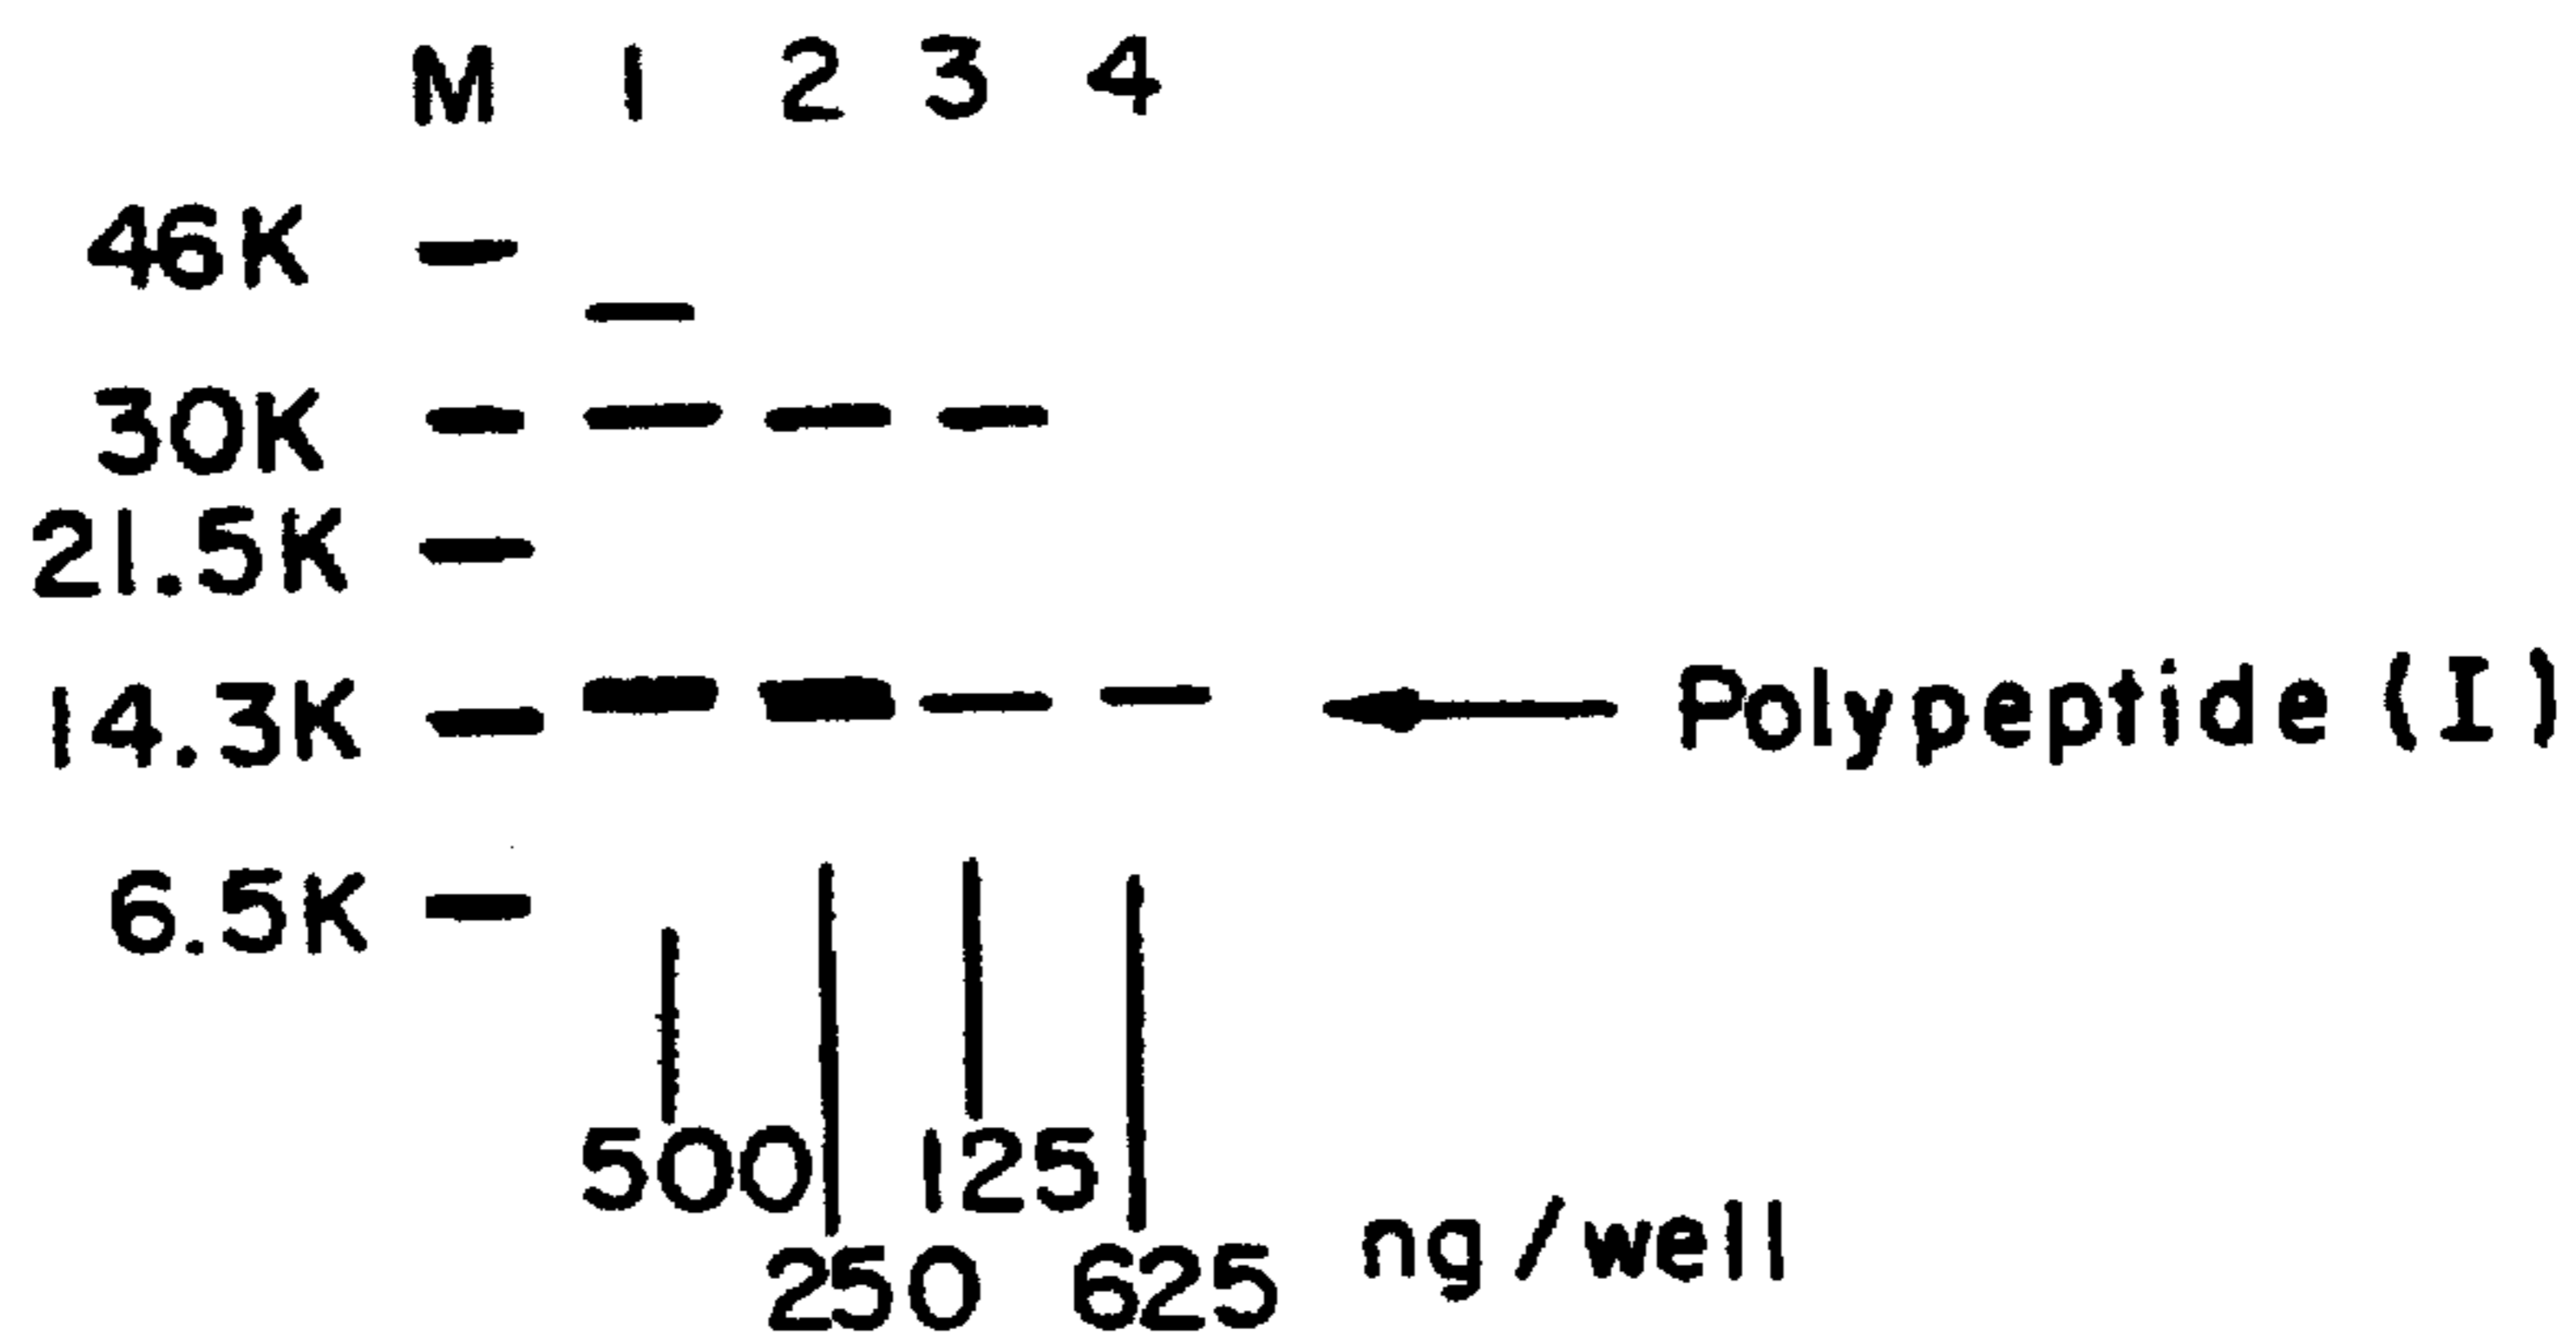 M 1 2 3 4
46K
30K
21.5K
14.3K Polypeptide (I)
6.5K
500 125
250 625 ng/well